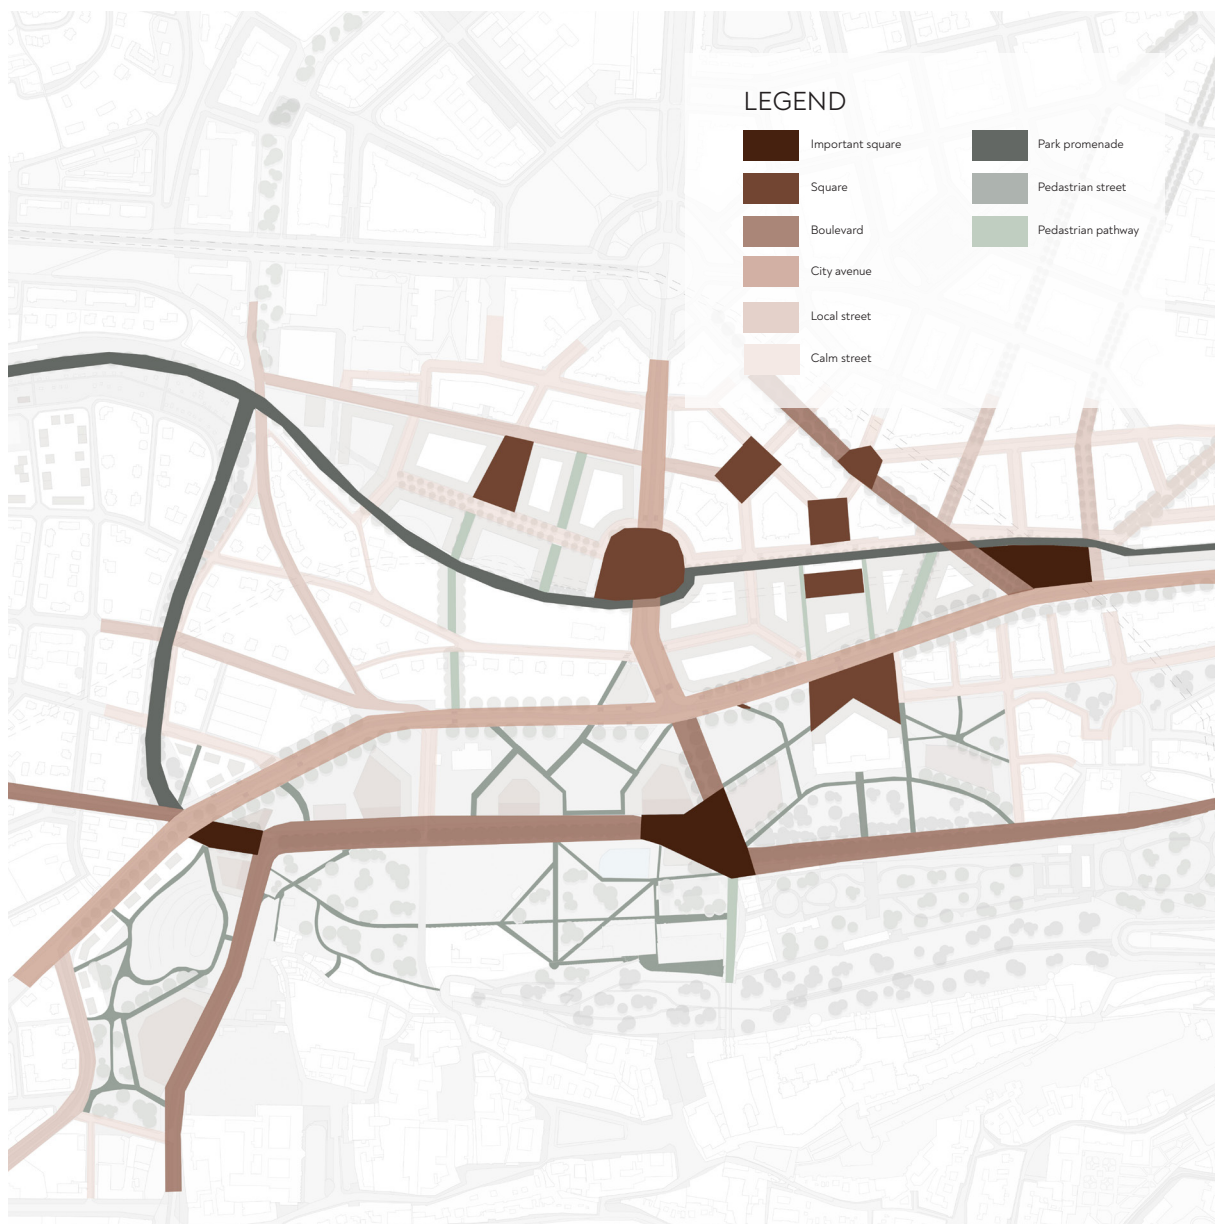 LEGEND
Important square
Square
Boulevard
City avenue
Local street
Calm street
Park promenade
Pedastrian street
Pedastrian pathway